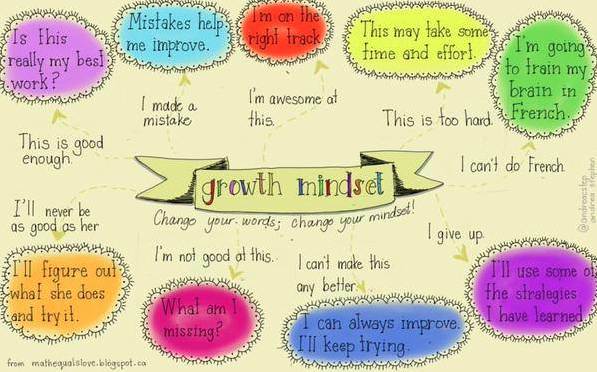 Is this
really my best
work?
Mistakes help
me improve.
I'm on the
right track
This may take some
time and effort.
I'm going
to train my
brain in
French.
This is good
enough.
I made a
mistake
I'm awesome at
this.
This is too hard.
I can't do French
growth mindset
Change your words; change your mindset!
I'll never be
as good as her
I'm not good at this.
I can't make this
any better.
I give up.
I'll figure out
what she does
and try it.
What am I
missing?
I can always improve.
I'll keep trying.
I'll use some of
the strategies
I have learned.
@andreacstep
andrea stephan
from mathequalslove.blogspot.ca